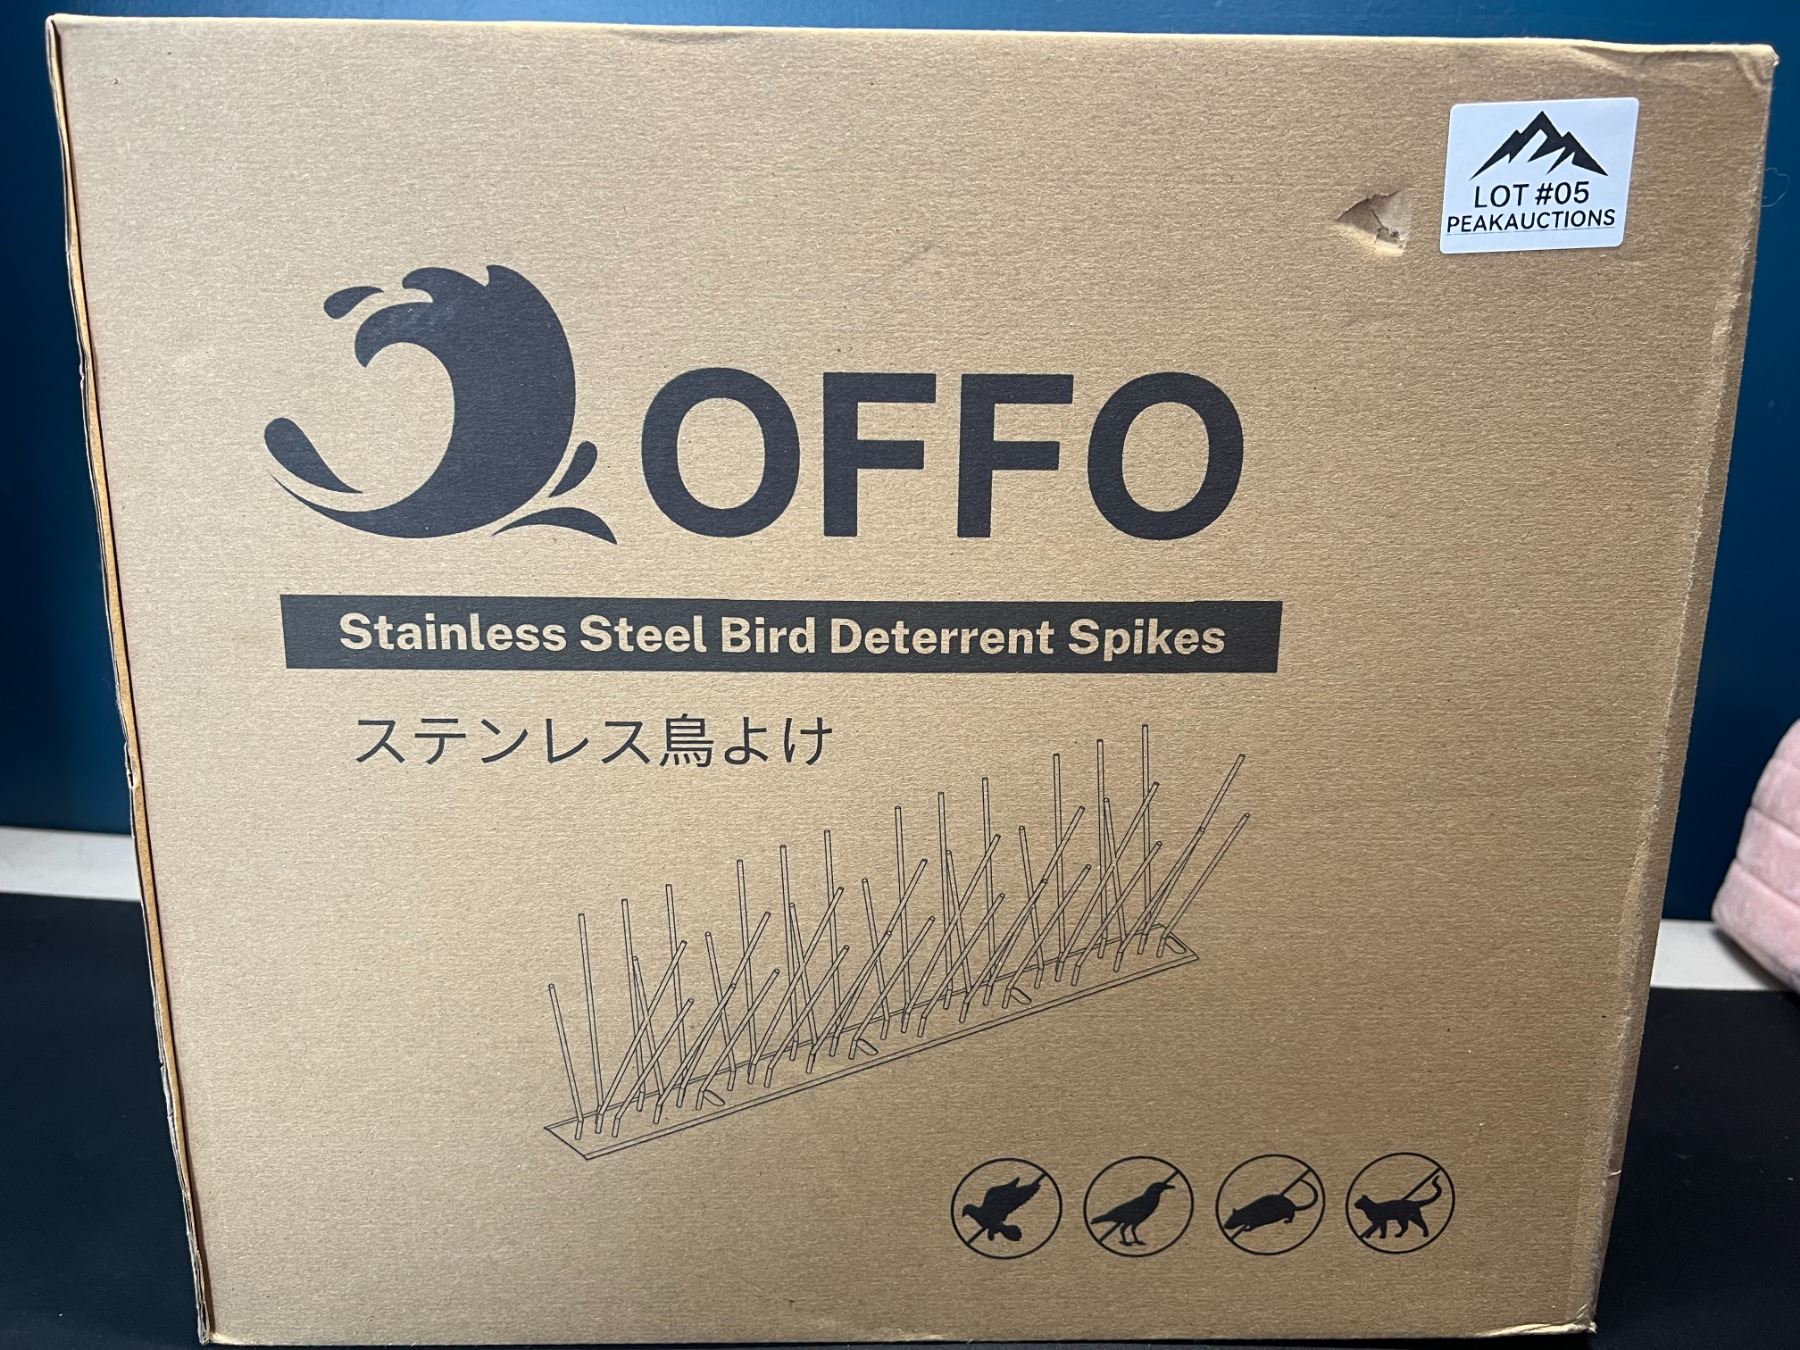 LOT #05
PEAKAUCTIONS
OFFO
Stainless Steel Bird Deterrent Spikes
ステンレス鳥よけ